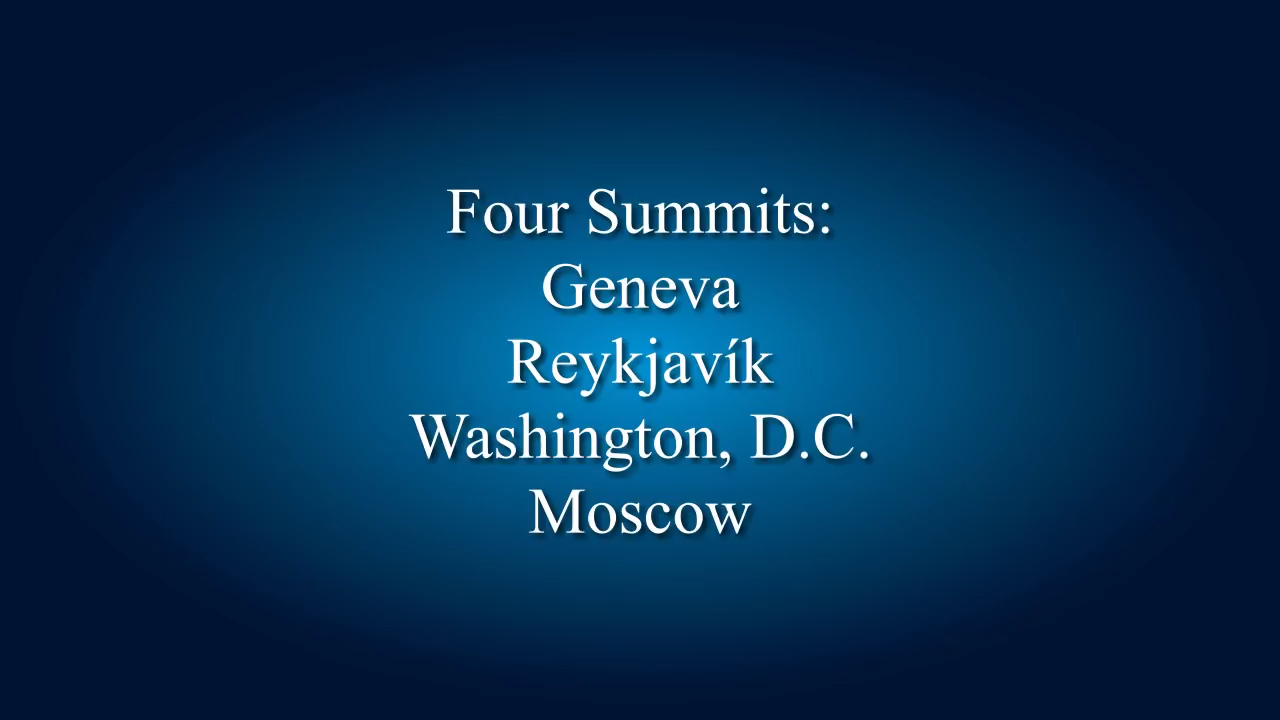 Four Summits:
Geneva
Reykjavík
Washington, D.C.
Moscow